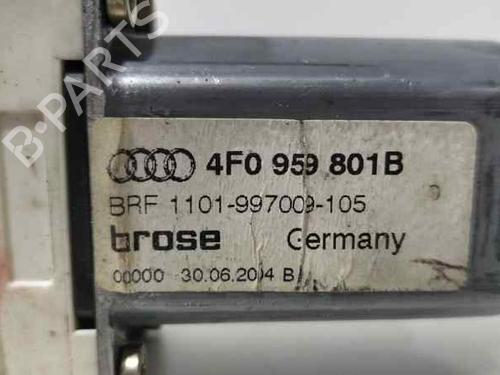 B-PARTS
4F0 959 801B
BRF 1101-997009-105
brose Germany
00000 30.06.2004 B